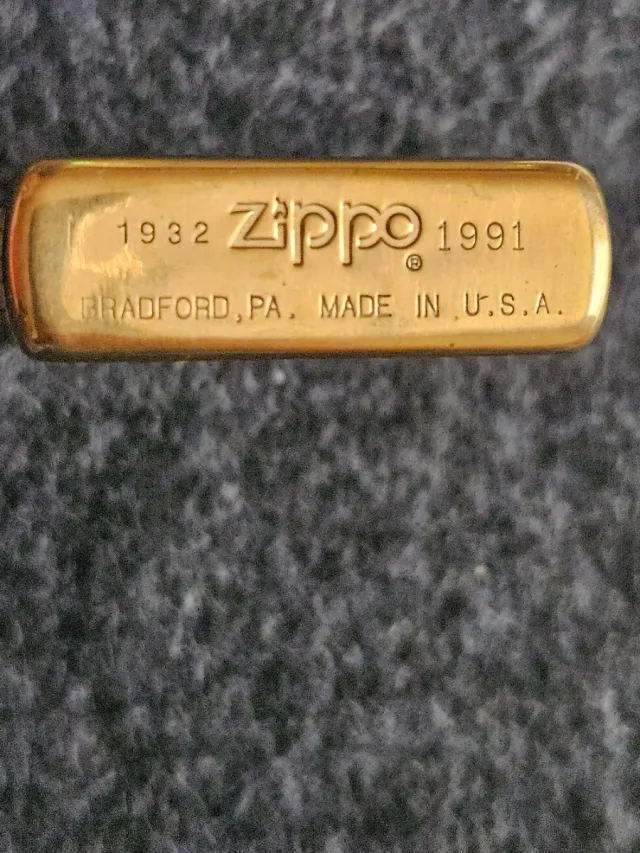 1932 Zippo® 1991
BRADFORD, PA. MADE IN U.S.A.